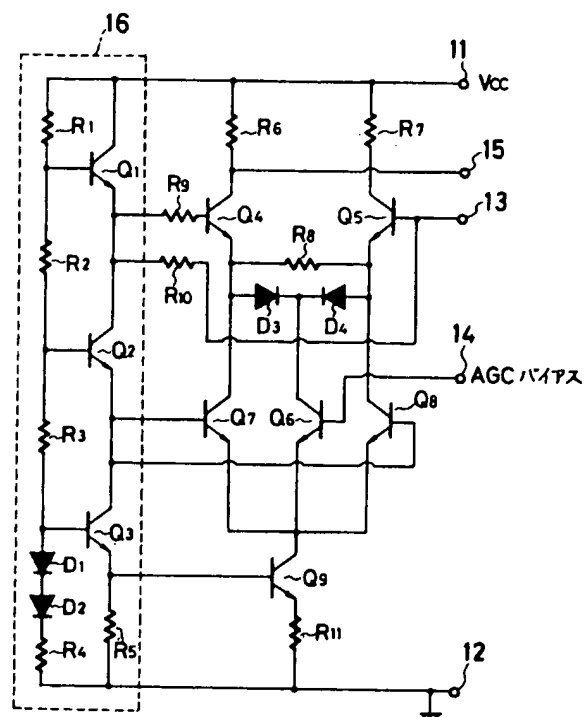 16
11
Vcc
R1
R6
R7
15
Q1
R9
13
Q4
Q5
R2
R8
R10
D3
D4
14
Q2
AGC バイアス
Q7
Q6
Q8
R3
Q3
D1
Q9
D2
R11
R4
R5
12